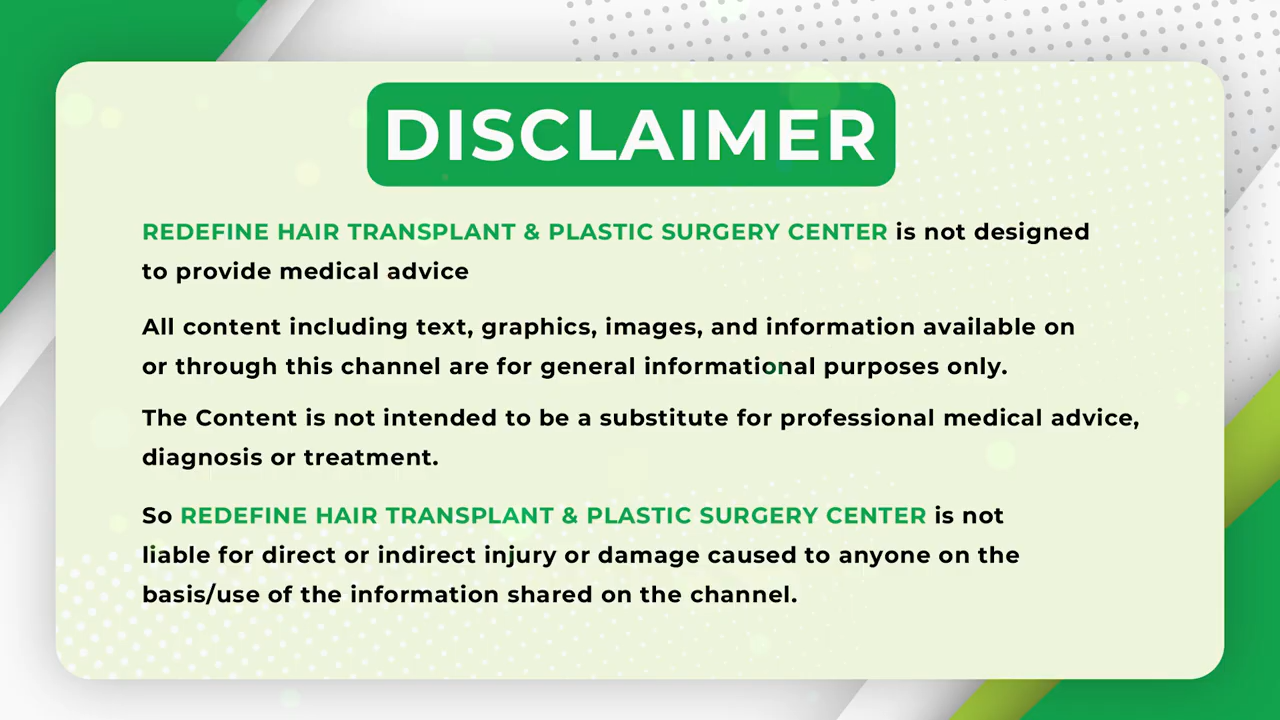 DISCLAIMER
REDEFINE HAIR TRANSPLANT & PLASTIC SURGERY CENTER is not designed
to provide medical advice
All content including text, graphics, images, and information available on
or through this channel are for general informational purposes only.
The Content is not intended to be a substitute for professional medical advice,
diagnosis or treatment.
So REDEFINE HAIR TRANSPLANT & PLASTIC SURGERY CENTER is not
liable for direct or indirect injury or damage caused to anyone on the
basis/use of the information shared on the channel.